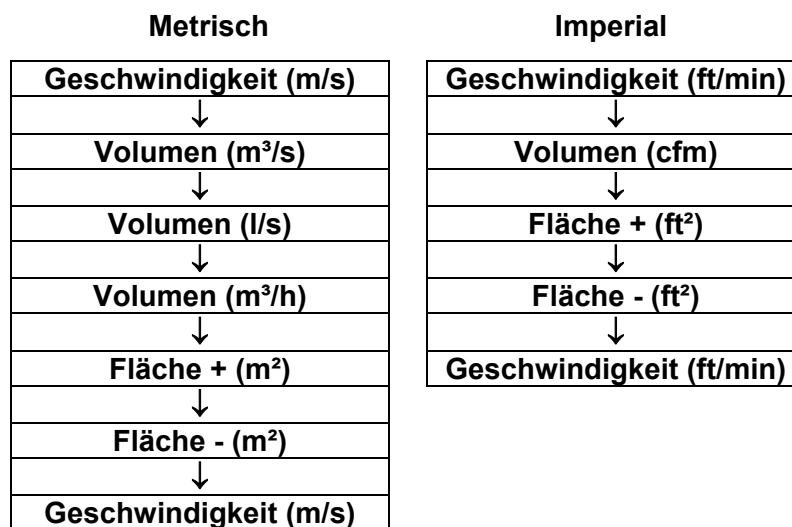 Metrisch
Geschwindigkeit (m/s)
↓
Volumen (m³/s)
↓
Volumen (l/s)
↓
Volumen (m³/h)
↓
Fläche + (m²)
↓
Fläche - (m²)
↓
Geschwindigkeit (m/s)
Imperial
Geschwindigkeit (ft/min)
↓
Volumen (cfm)
↓
Fläche + (ft²)
↓
Fläche - (ft²)
↓
Geschwindigkeit (ft/min)